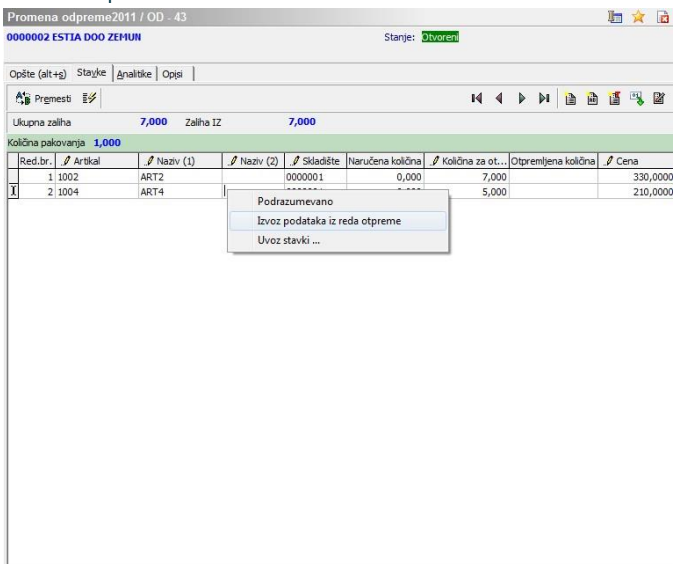 Promena odpreme2011 / OD - 43
0000002 ESTIA DOO ZEMUN Stanje: Otvoreni
Opšte (alt+s) Stavke Analitike Opisi
Premesti
Ukupna zaliha 7,000 Zaliha IZ 7,000
Količina pakovanja 1,000
Red.br. Artikal Naziv (1) Naziv (2) Skladište Naručena količina Količina za ot... Otpremljena količina Cena
1 1002 ART2 0000001 0,000 7,000 330,0000
2 1004 ART4 5,000 210,0000
Podrazumevano
Izvoz podataka iz reda otpreme
Uvoz stavki ...